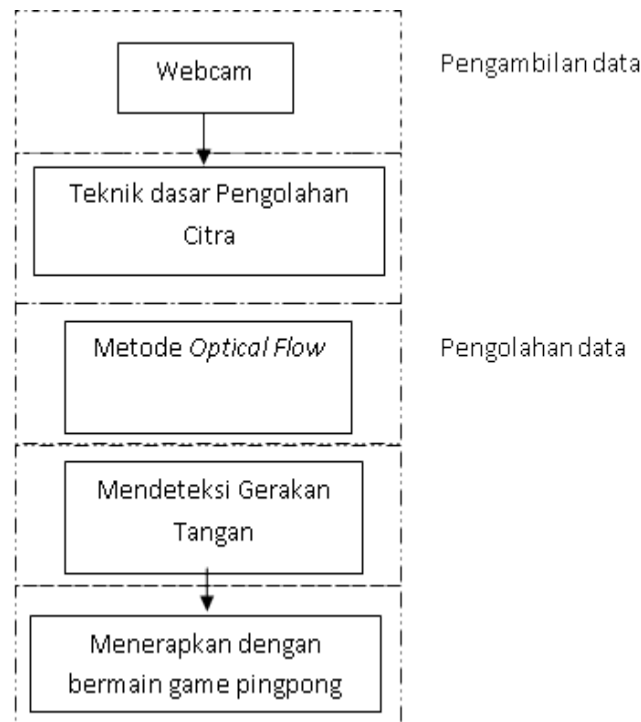 Webcam
Pengambilan data
Teknik dasar Pengolahan
Citra
Metode Optical Flow
Pengolahan data
Mendeteksi Gerakan
Tangan
Menerapkan dengan
bermain game pingpong